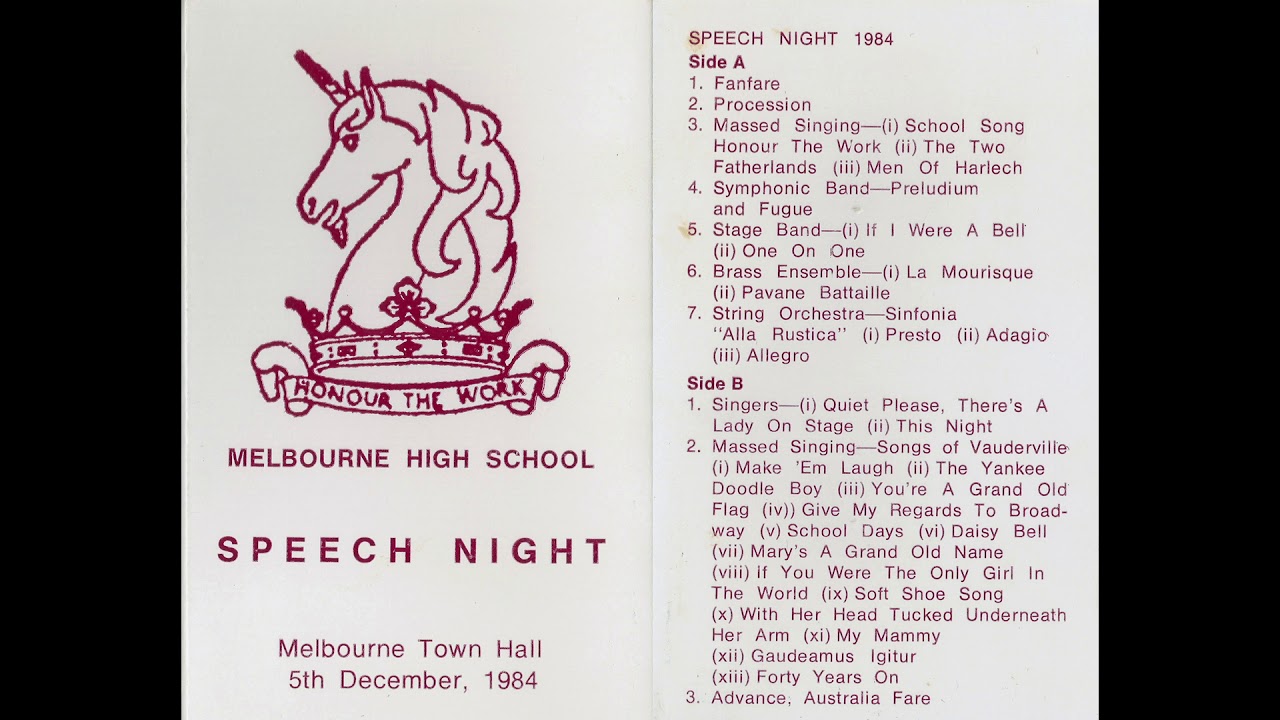 HONOUR THE WORK
MELBOURNE HIGH SCHOOL
SPEECH NIGHT
Melbourne Town Hall
5th December, 1984
SPEECH NIGHT 1984
Side A
1. Fanfare
2. Procession
3. Massed Singing—(i) School Song
Honour The Work (ii) The Two
Fatherlands (iii) Men Of Harlech
4. Symphonic Band—Preludium
and Fugue
5. Stage Band—(i) If I Were A Bell
(ii) One On One
6. Brass Ensemble—(i) La Mourisque
(ii) Pavane Battaille
7. String Orchestra—Sinfonia
"Alla Rustica" (i) Presto (ii) Adagio
(iii) Allegro
Side B
1. Singers—(i) Quiet Please, There's A
Lady On Stage (ii) This Night
2. Massed Singing—Songs of Vauderville
(i) Make 'Em Laugh (ii) The Yankee
Doodle Boy (iii) You're A Grand Old
Flag (iv)) Give My Regards To Broad-
way (v) School Days (vi) Daisy Bell
(vii) Mary's A Grand Old Name
(viii) If You Were The Only Girl In
The World (ix) Soft Shoe Song
(x) With Her Head Tucked Underneath
Her Arm (xi) My Mammy
(xii) Gaudeamus Igitur
(xiii) Forty Years On
3. Advance, Australia Fare